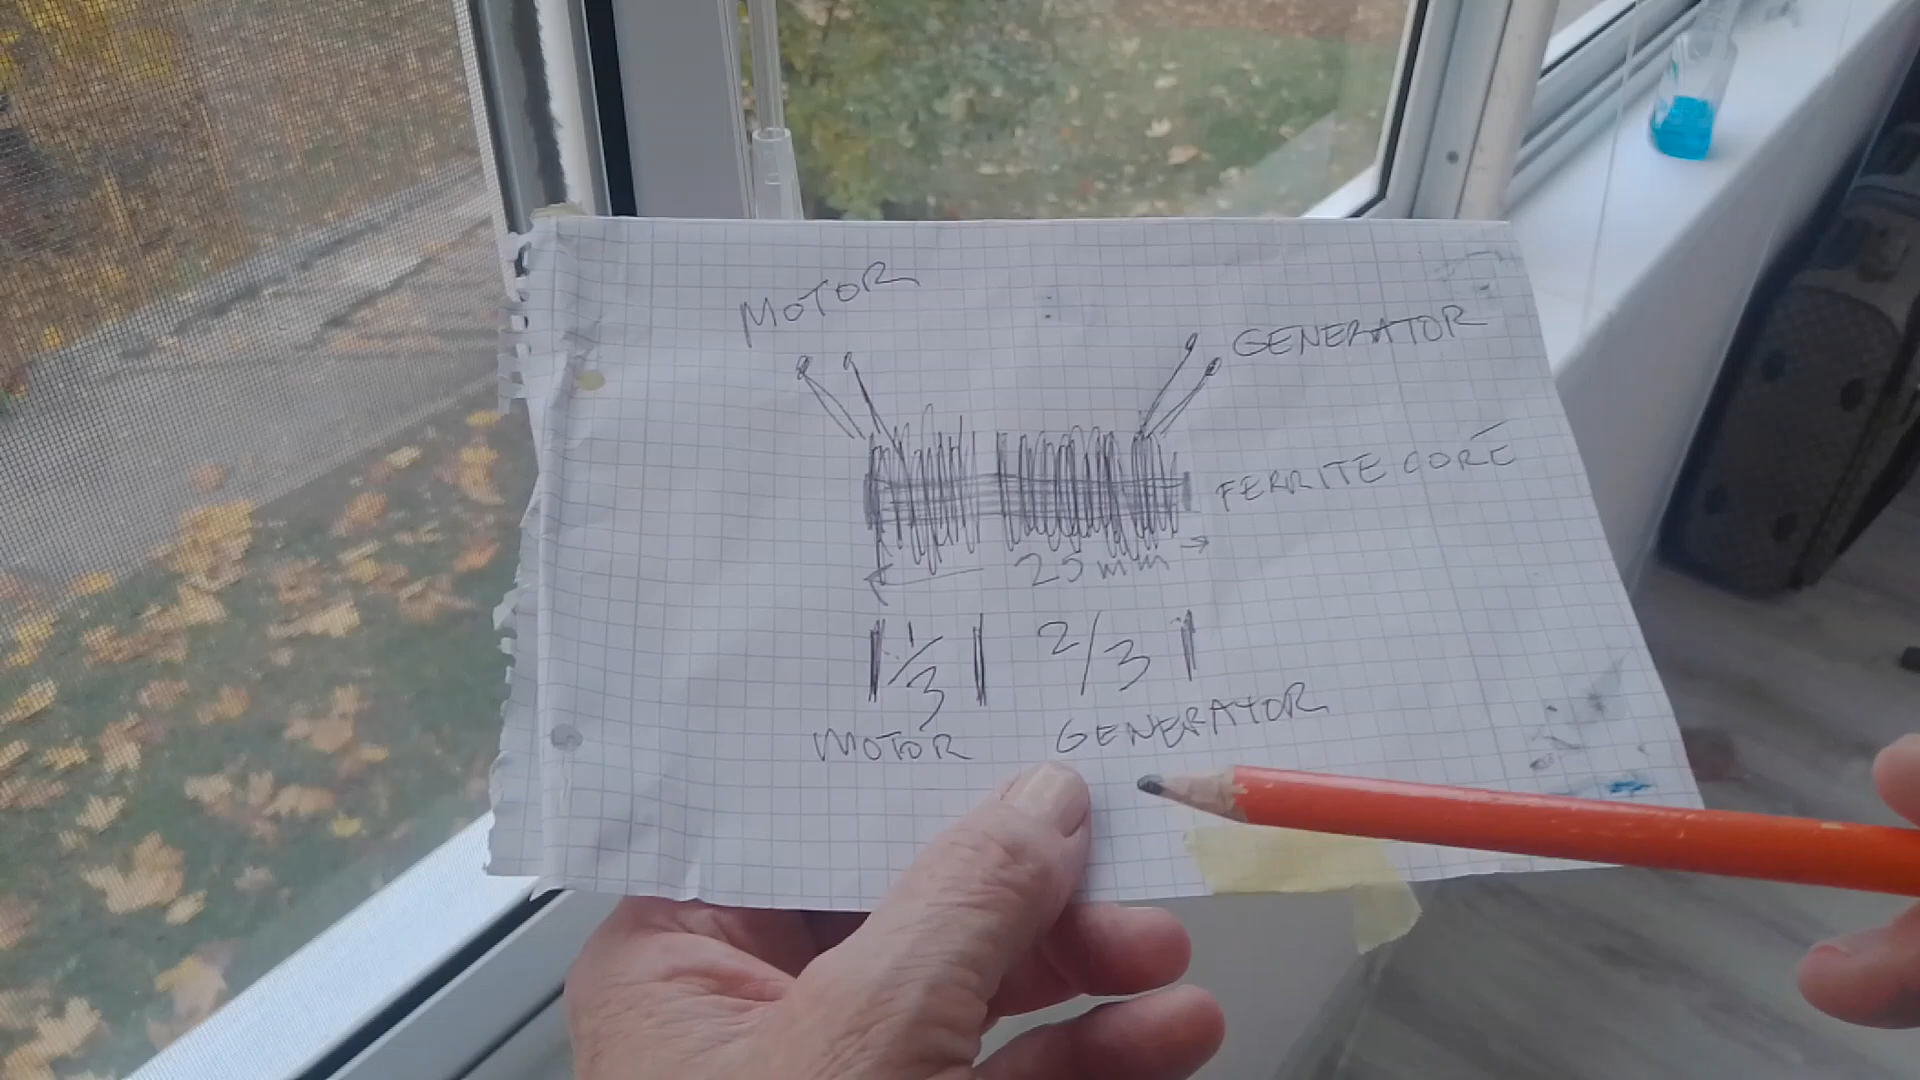 MOTOR
GENERATOR
FERRITE CORE
25 mm
1/3 2/3
MOTOR GENERATOR